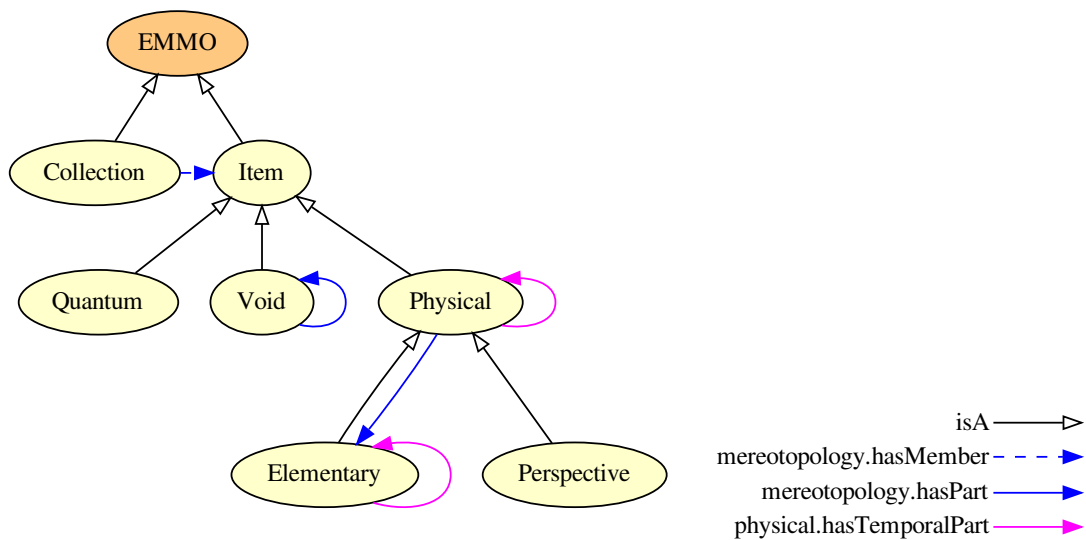 EMMO
Collection
Item
Quantum
Void
Physical
Elementary
Perspective
isA
mereotopology.hasMember
mereotopology.hasPart
physical.hasTemporalPart